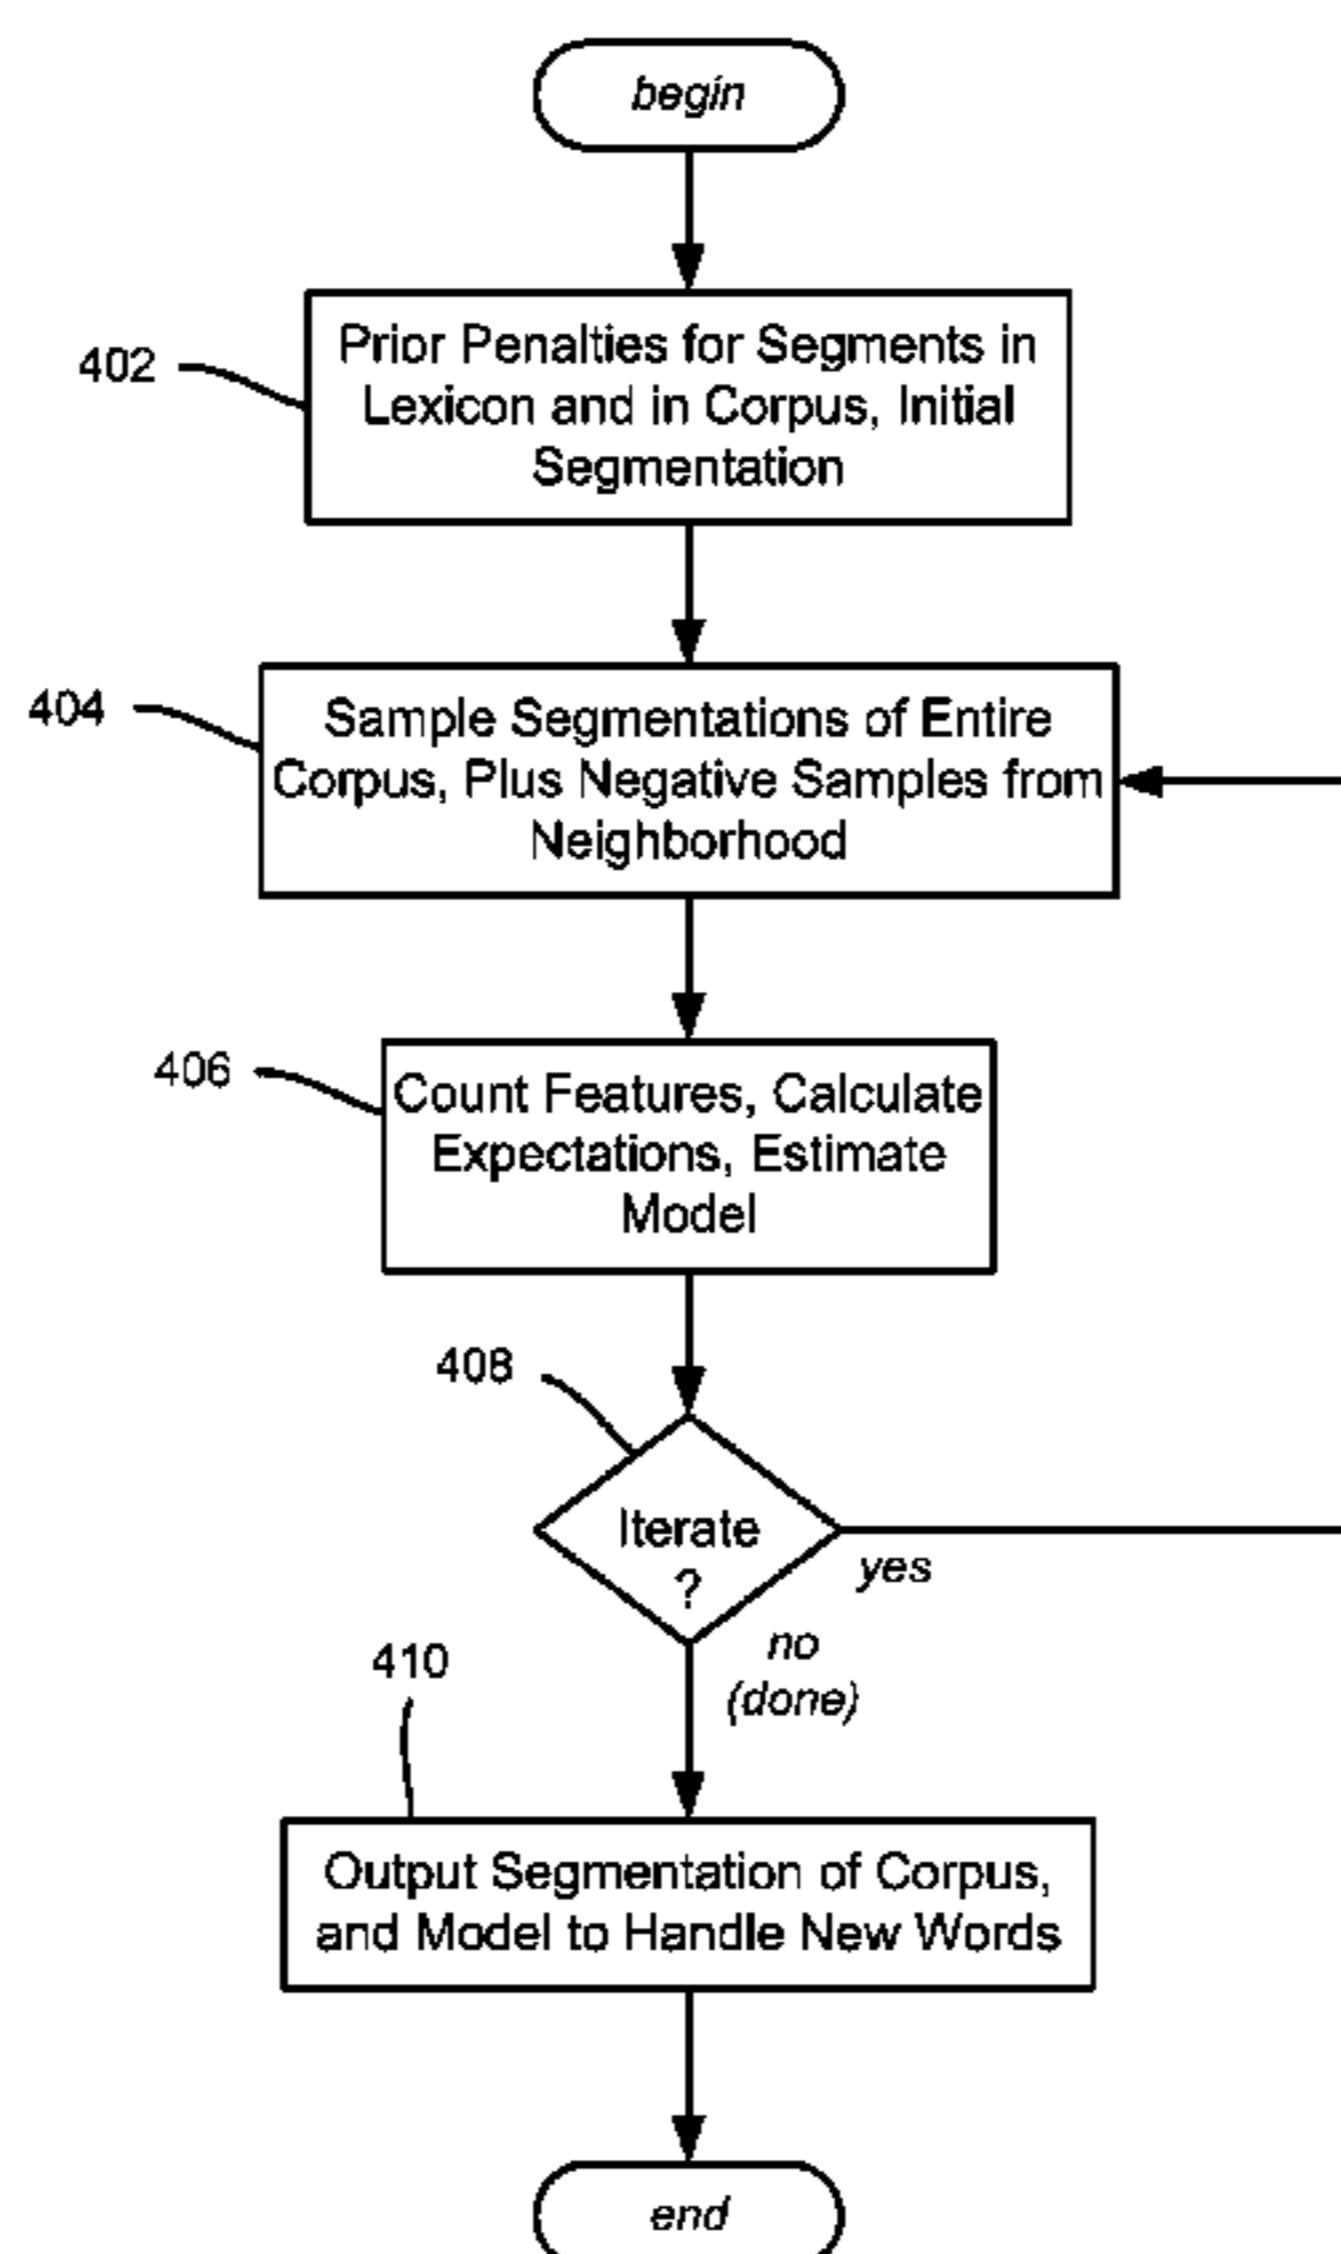 begin
402
Prior Penalties for Segments in
Lexicon and in Corpus, Initial
Segmentation
404
Sample Segmentations of Entire
Corpus, Plus Negative Samples from
Neighborhood
406
Count Features, Calculate
Expectations, Estimate
Model
408
Iterate
?
yes
no
(done)
410
Output Segmentation of Corpus,
and Model to Handle New Words
end